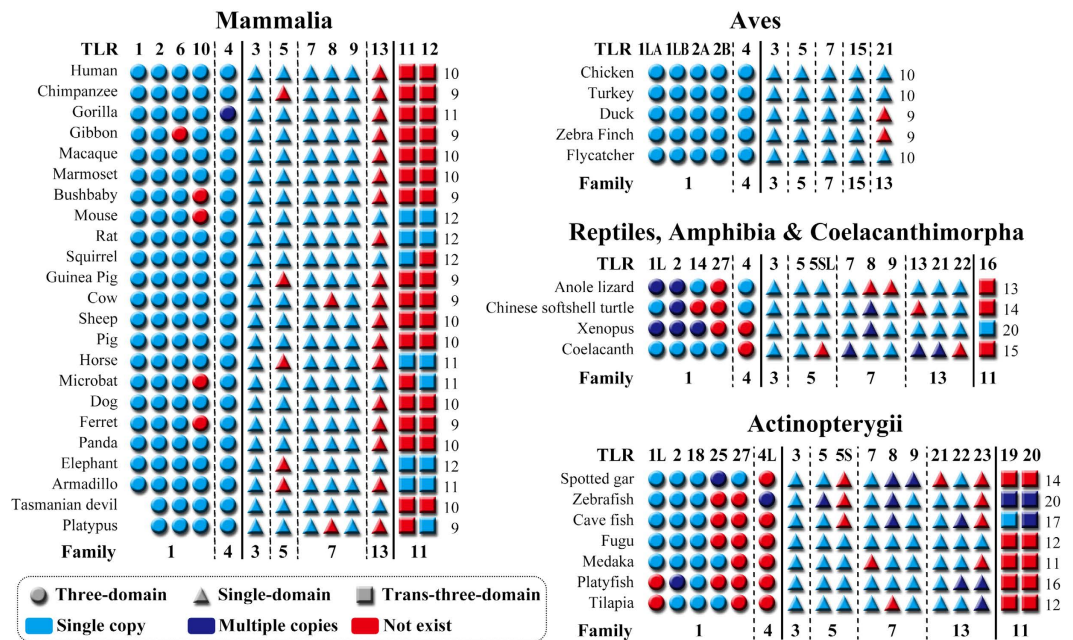 Mammalia
TLR 1 2 6 10 4 3 5 7 8 9 13 11 12
Human 10
Chimpanzee 9
Gorilla 11
Gibbon 9
Macaque 10
Marmoset 10
Bushbaby 9
Mouse 12
Rat 12
Squirrel 12
Guinea Pig 9
Cow 9
Sheep 10
Pig 10
Horse 11
Microbat 11
Dog 10
Ferret 9
Panda 10
Elephant 12
Armadillo 11
Tasmanian devil 10
Platypus 9
Family 1 4 3 5 7 13 11
Three-domain Single-domain Trans-three-domain
Single copy Multiple copies Not exist
Aves
TLR 1LA 1LB 2A 2B 4 3 5 7 15 21
Chicken 10
Turkey 10
Duck 9
Zebra Finch 9
Flycatcher 10
Family 1 4 3 5 7 15 13
Reptiles, Amphibia & Coelacanthimorpha
TLR 1L 2 14 27 4 3 5 5SL 7 8 9 13 21 22 16
Anole lizard 13
Chinese softshell turtle 14
Xenopus 20
Coelacanth 15
Family 1 4 3 5 7 13 11
Actinopterygii
TLR 1L 2 18 25 27 4L 3 5 5S 7 8 9 21 22 23 19 20
Spotted gar 14
Zebrafish 20
Cave fish 17
Fugu 12
Medaka 11
Platyfish 16
Tilapia 12
Family 1 4 3 5 7 13 11